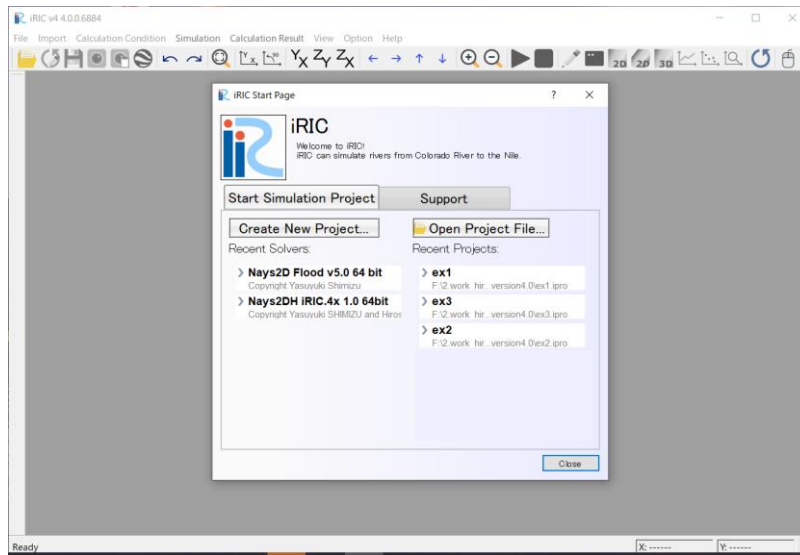 iRIC v4 4.0.0.6884
File Import Calculation Condition Simulation Calculation Result View Option Help
Y X Z Y Z X 2D 2D 3D
iRIC Start Page
iRIC
Welcome to iRIC!
iRIC can simulate rivers from Colorado River to the Nile.
Start Simulation Project Support
Create New Project... Open Project File...
Recent Solvers: Recent Projects:
Nays2D Flood v5.0 64 bit
Copyright Yasuyuki Shimizu
Nays2DH iRIC.4x 1.0 64bit
Copyright Yasuyuki SHIMIZU and Hiros
ex1
F:\2.work_hir...version4.0\ex1.ipro
ex3
F:\2.work_hir...version4.0\ex3.ipro
ex2
F:\2.work_hir...version4.0\ex2.ipro
Close
Ready X: ------ Y: ------